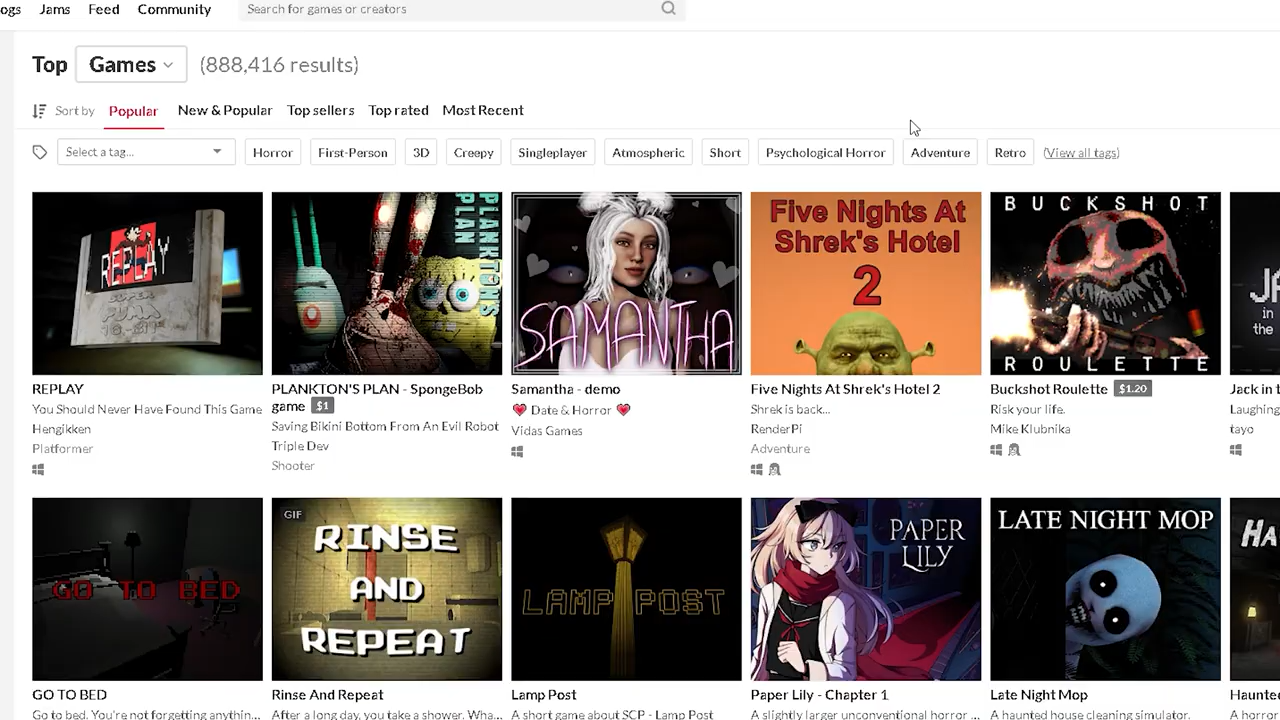 ogs Jams Feed Community Search for games or creators
Top Games (888,416 results)
Sort by Popular New & Popular Top sellers Top rated Most Recent
Select a tag... Horror First-Person 3D Creepy Singleplayer Atmospheric Short Psychological Horror Adventure Retro (View all tags)
REPLAY
SUPER
PLANKTON'S
PLAN
SAMANTHA
Five Nights At
Shrek's Hotel
2
BUCKSHOT
ROULETTE
JA
in
the
REPLAY
You Should Never Have Found This Game
Hengikken
Platformer
PLANKTON'S PLAN - SpongeBob
game $1
Saving Bikini Bottom From An Evil Robot
Triple Dev
Shooter
Samantha - demo
Date & Horror
Vidas Games
Five Nights At Shrek's Hotel 2
Shrek is back...
RenderPi
Adventure
Buckshot Roulette $1.20
Risk your life.
Mike Klubnika
Jack in t
Laughing
tayo
GO TO BED
GIF
RINSE
AND
REPEAT
LAMP POST
PAPER
LILY
LATE NIGHT MOP
HA
GO TO BED
Go to bed. You're not forgetting anythin...
Rinse And Repeat
After a long day, you take a shower. Wha...
Lamp Post
A short game about SCP - Lamp Post
Paper Lily - Chapter 1
A slightly larger unconventional horror ...
Late Night Mop
A haunted house cleaning simulator.
Haunted
A horror